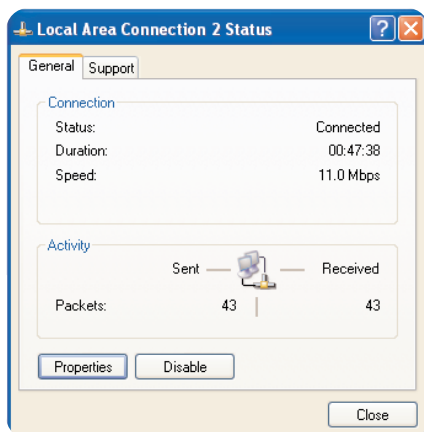 Local Area Connection 2 Status
General Support
Connection
Status: Connected
Duration: 00:47:38
Speed: 11.0 Mbps
Activity
Sent Received
Packets: 43 43
Properties Disable
Close